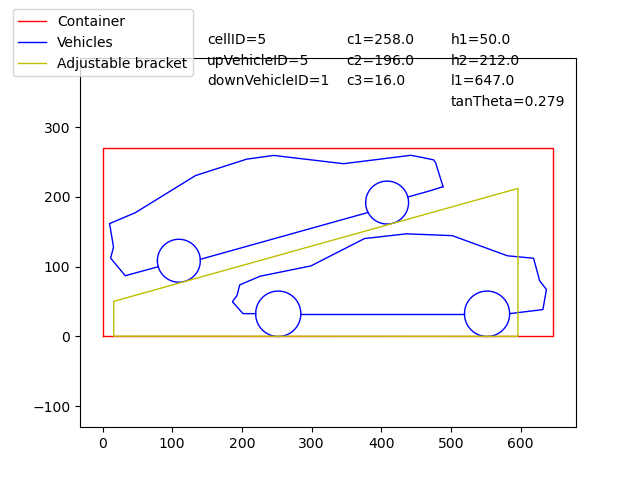 Container
Vehicles
Adjustable bracket
cellID=5 c1=258.0 h1=50.0
upVehicleID=5 c2=196.0 h2=212.0
downVehicleID=1 c3=16.0 l1=647.0
tanTheta=0.279
300
200
100
0
−100
0 100 200 300 400 500 600